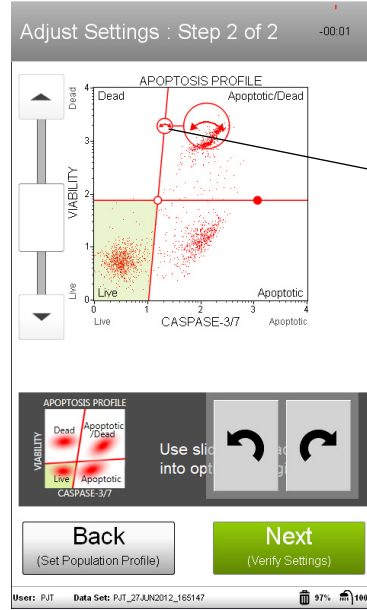 Adjust Settings : Step 2 of 2
-00:01
APOPTOSIS PROFILE
Dead
4
Dead
Apoptotic/Dead
3
VIABILITY
2
1
Live
0
Live
Apoptotic
0 1 2 3 4
Live
CASPASE-3/7
Apoptotic
APOPTOSIS PROFILE
VIABILITY
Dead
Apoptotic
/Dead
Live
Apoptotic
CASPASE-3/7
Use
into
Back
(Set Population Profile)
Next
(Verify Settings)
User: PJT
Data Set: PJT_27JUN2012_165147
97%
100